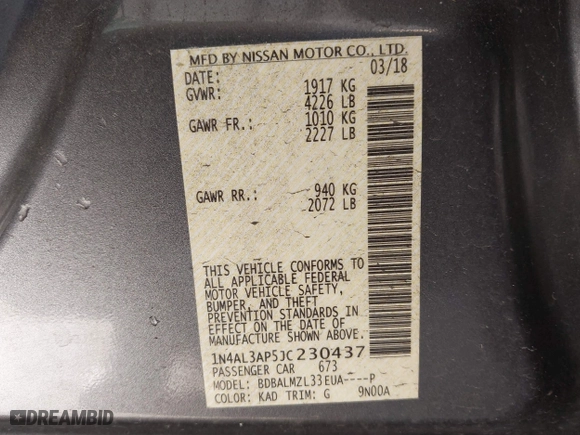 MFD BY NISSAN MOTOR CO., LTD.
DATE: 03/18
GVWR: 1917 KG
4226 LB
GAWR FR.: 1010 KG
2227 LB
GAWR RR.: 940 KG
2072 LB
THIS VEHICLE CONFORMS TO
ALL APPLICABLE FEDERAL
MOTOR VEHICLE SAFETY,
BUMPER, AND THEFT
PREVENTION STANDARDS IN
EFFECT ON THE DATE OF
MANUFACTURE SHOWN ABOVE.
1N4AL3AP5JC230437
PASSENGER CAR 673
MODEL: BDBALMZL33EUA----P
COLOR: KAD TRIM: G 9N00A
© BIDAMERICAN